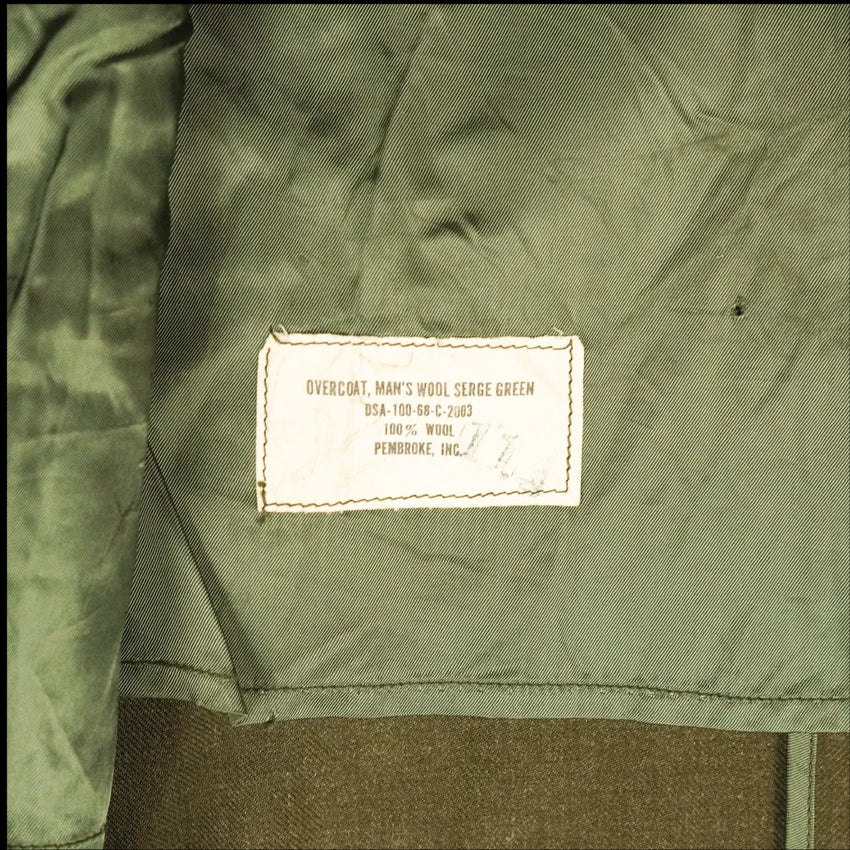 OVERCOAT, MAN'S WOOL SERGE GREEN
DSA-100-68-C-2003
100% WOOL
PEMBROKE, INC.